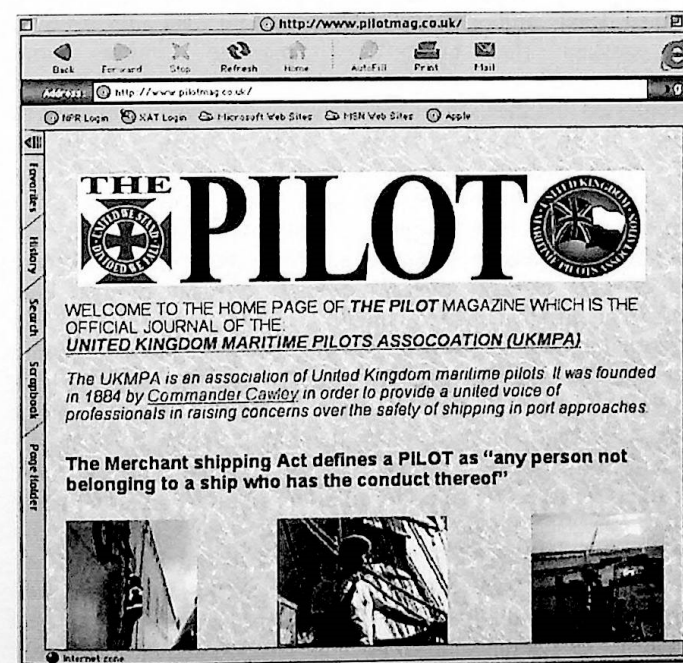 http://www.pilotmag.co.uk/
Back Forward Stop Refresh Home AutoFill Print Mail
Address: http://www.pilotmag.co.uk/
NPR Login XAT Login Microsoft Web Sites MSN Web Sites Apple
Favorites
History
Search
Scrapbook
Page Holder
THE PILOT
UNITED WE STAND · DIVIDED WE FALL
UNITED KINGDOM MARITIME PILOTS ASSOCIATION
WELCOME TO THE HOME PAGE OF THE PILOT MAGAZINE WHICH IS THE
OFFICIAL JOURNAL OF THE:
UNITED KINGDOM MARITIME PILOTS ASSOCOATION (UKMPA)
The UKMPA is an association of United Kingdom maritime pilots. It was founded
in 1884 by Commander Cawley in order to provide a united voice of
professionals in raising concerns over the safety of shipping in port approaches.
The Merchant shipping Act defines a PILOT as “any person not
belonging to a ship who has the conduct thereof”
Internet zone